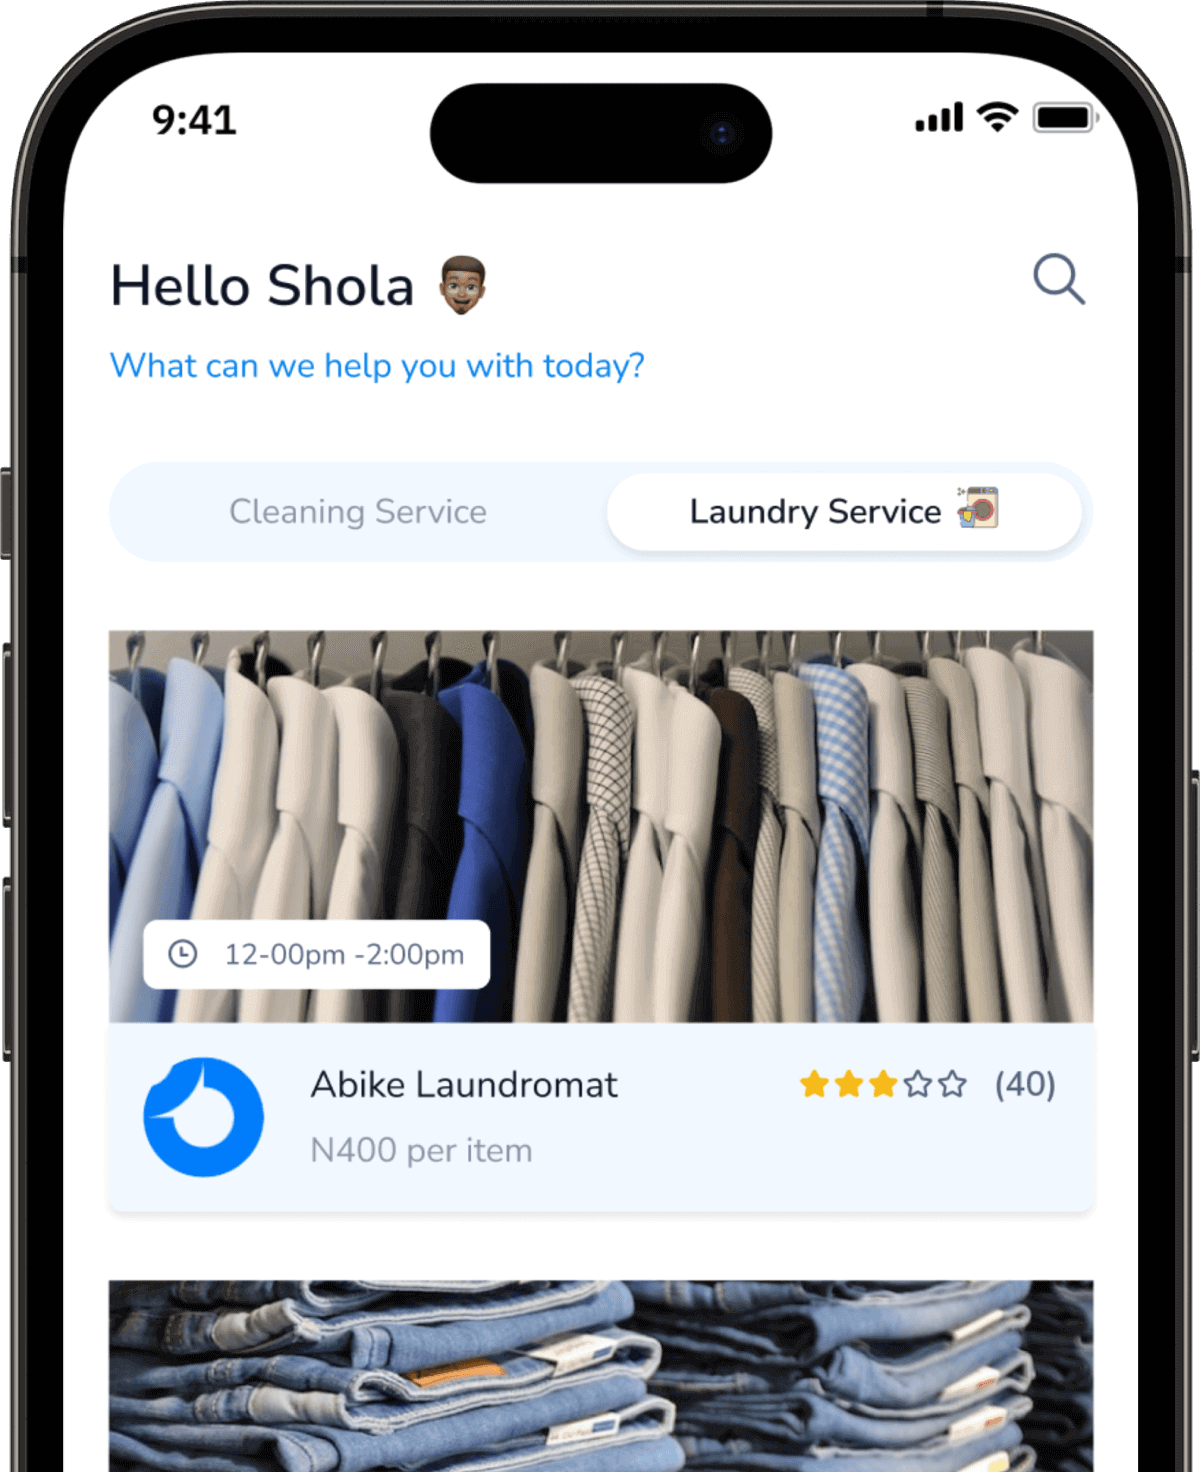 9:41
Hello Shola
What can we help you with today?
Cleaning Service
Laundry Service
12-00pm -2:00pm
Abike Laundromat
(40)
N400 per item